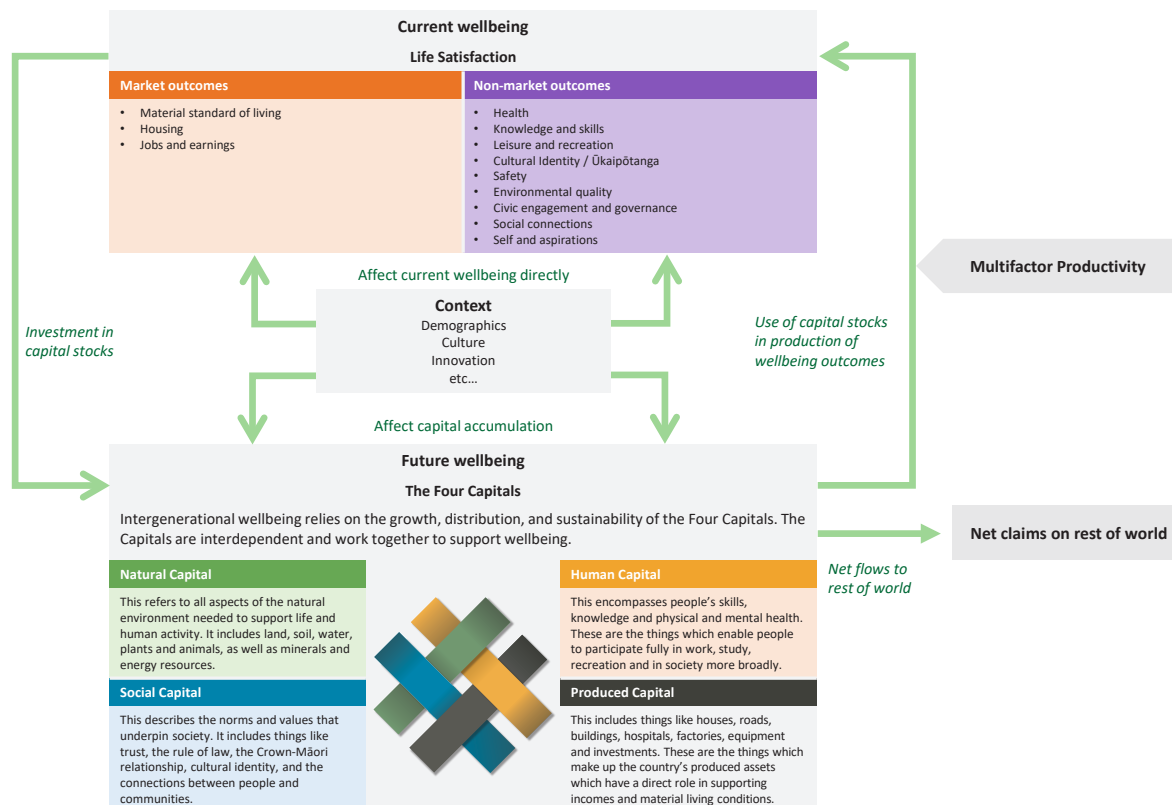 Current wellbeing
Life Satisfaction
Market outcomes
• Material standard of living
• Housing
• Jobs and earnings
Non-market outcomes
• Health
• Knowledge and skills
• Leisure and recreation
• Cultural Identity / Ūkaipōtanga
• Safety
• Environmental quality
• Civic engagement and governance
• Social connections
• Self and aspirations
Affect current wellbeing directly
Multifactor Productivity
Context
Demographics
Culture
Innovation
etc…
Investment in
capital stocks
Use of capital stocks
in production of
wellbeing outcomes
Affect capital accumulation
Future wellbeing
The Four Capitals
Intergenerational wellbeing relies on the growth, distribution, and sustainability of the Four Capitals. The
Capitals are interdependent and work together to support wellbeing.
Net claims on rest of world
Net flows to
rest of world
Natural Capital
This refers to all aspects of the natural
environment needed to support life and
human activity. It includes land, soil, water,
plants and animals, as well as minerals and
energy resources.
Human Capital
This encompasses people’s skills,
knowledge and physical and mental health.
These are the things which enable people
to participate fully in work, study,
recreation and in society more broadly.
Social Capital
This describes the norms and values that
underpin society. It includes things like
trust, the rule of law, the Crown-Māori
relationship, cultural identity, and the
connections between people and
communities.
Produced Capital
This includes things like houses, roads,
buildings, hospitals, factories, equipment
and investments. These are the things which
make up the country’s produced assets
which have a direct role in supporting
incomes and material living conditions.